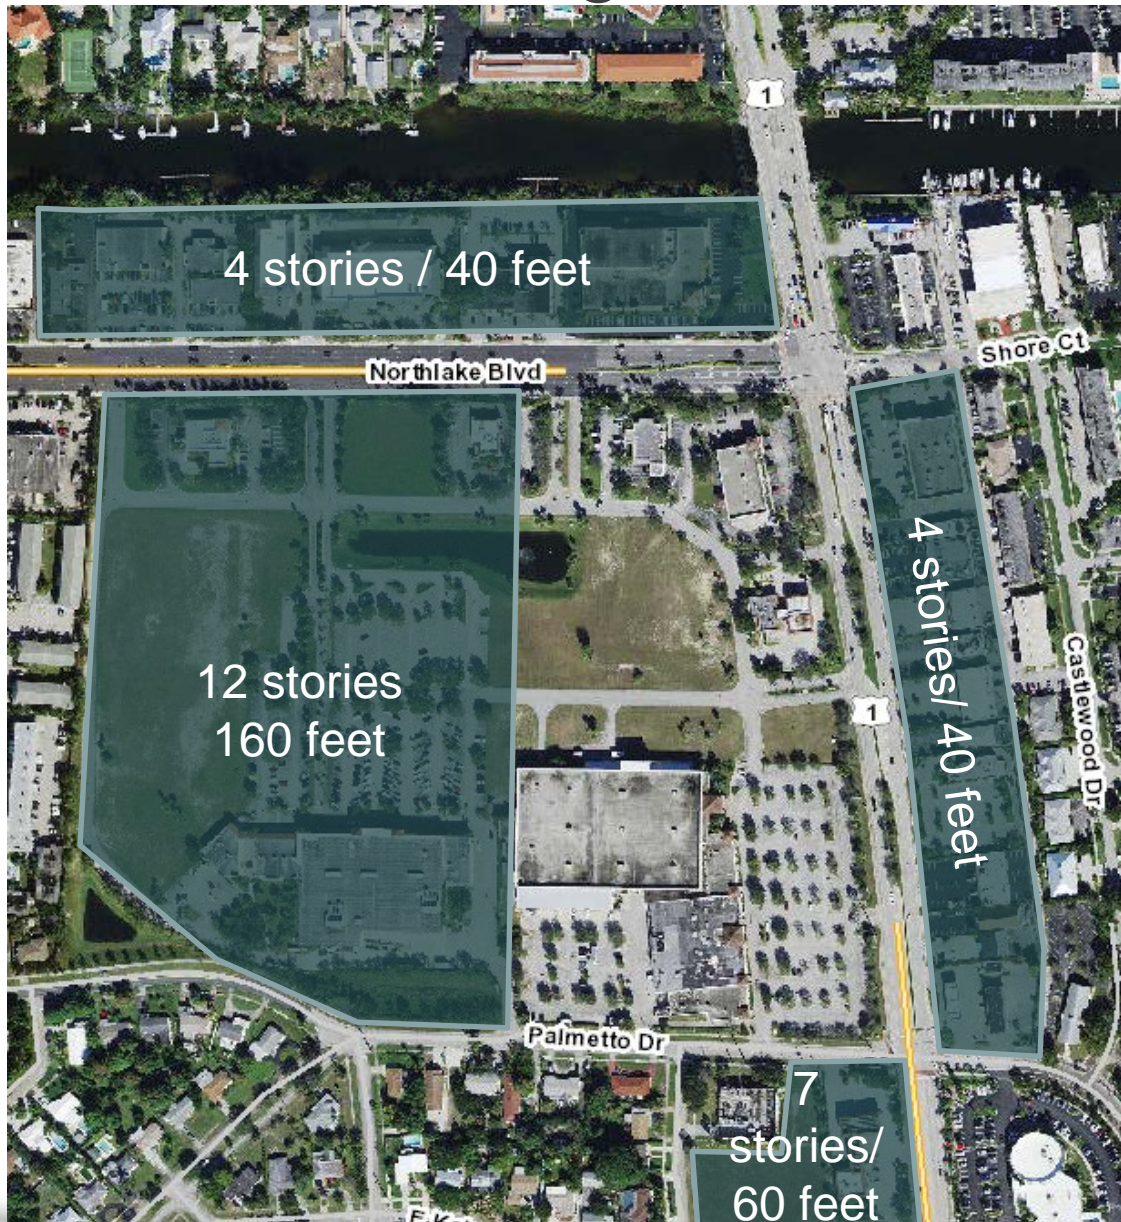 1
4 stories / 40 feet
Northlake Blvd
Shore Ct
12 stories
160 feet
4 stories/ 40 feet
Castlewood Dr
1
Palmetto Dr
7
stories/
60 feet